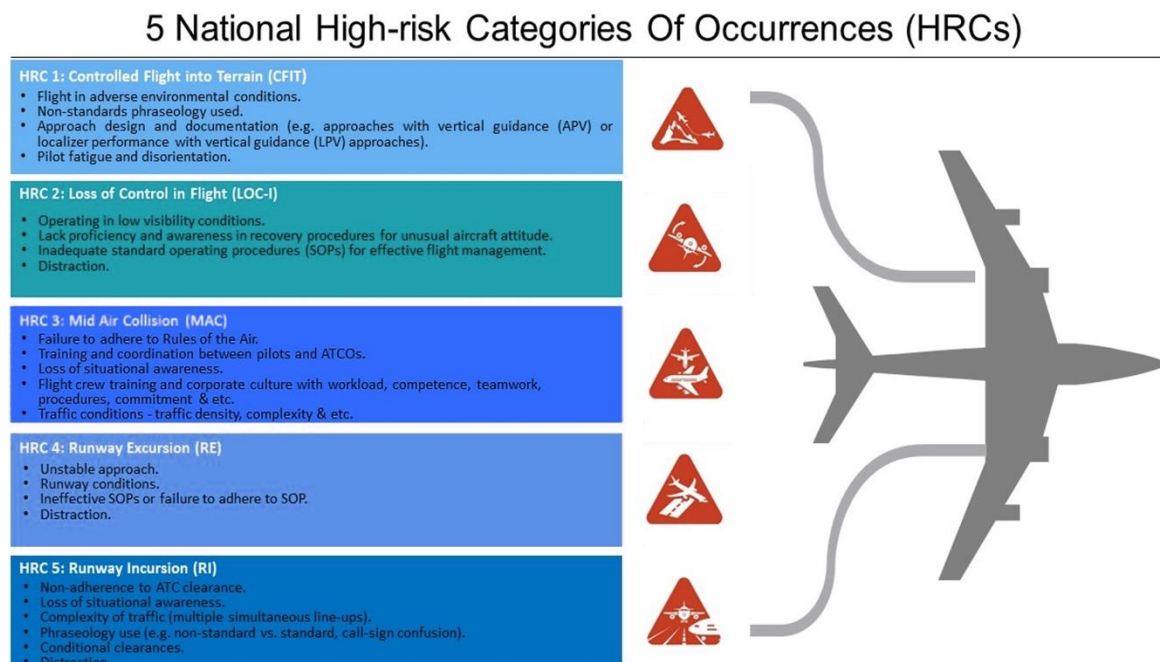 5 National High-risk Categories Of Occurrences (HRCs)
HRC 1: Controlled Flight into Terrain (CFIT)
• Flight in adverse environmental conditions.
• Non-standards phraseology used.
• Approach design and documentation (e.g. approaches with vertical guidance (APV) or
localizer performance with vertical guidance (LPV) approaches).
• Pilot fatigue and disorientation.
HRC 2: Loss of Control in Flight (LOC-I)
• Operating in low visibility conditions.
• Lack proficiency and awareness in recovery procedures for unusual aircraft attitude.
• Inadequate standard operating procedures (SOPs) for effective flight management.
• Distraction.
HRC 3: Mid Air Collision (MAC)
• Failure to adhere to Rules of the Air.
• Training and coordination between pilots and ATCOs.
• Loss of situational awareness.
• Flight crew training and corporate culture with workload, competence, teamwork,
procedures, commitment & etc.
• Traffic conditions - traffic density, complexity & etc.
HRC 4: Runway Excursion (RE)
• Unstable approach.
• Runway conditions.
• Ineffective SOPs or failure to adhere to SOP.
• Distraction.
HRC 5: Runway Incursion (RI)
• Non-adherence to ATC clearance.
• Loss of situational awareness.
• Complexity of traffic (multiple simultaneous line-ups).
• Phraseology use (e.g. non-standard vs. standard, call-sign confusion).
• Conditional clearances.
• Distraction